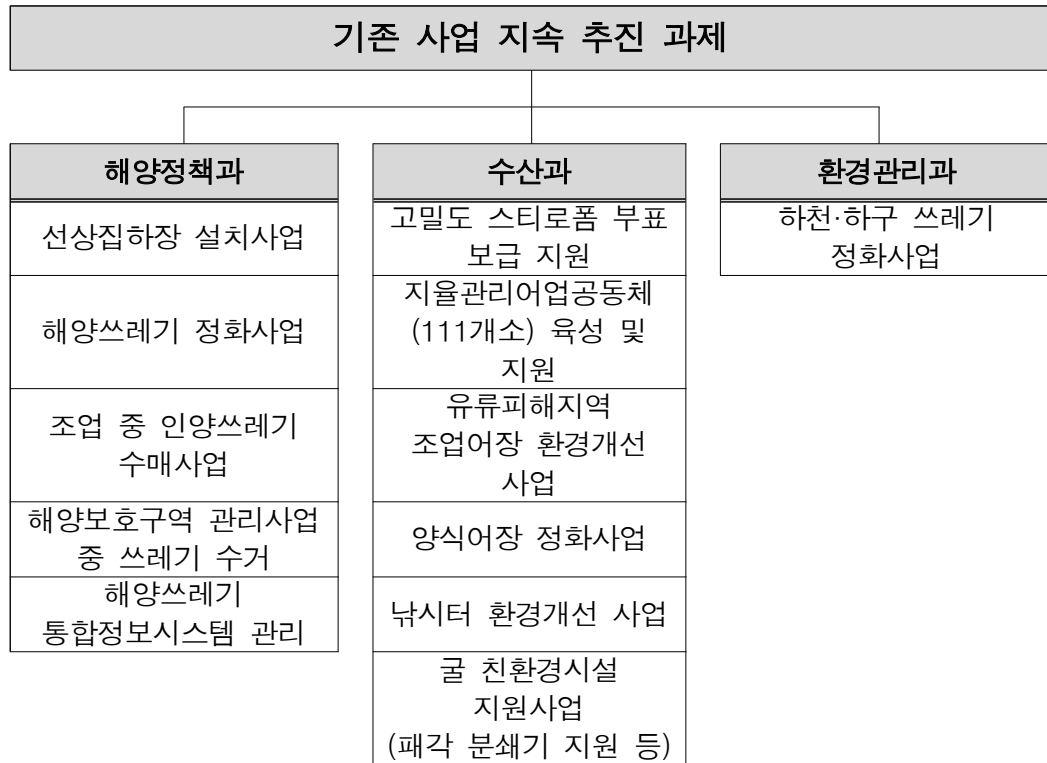 기존 사업 지속 추진 과제
해양정책과
선상집하장 설치사업
해양쓰레기 정화사업
조업 중 인양쓰레기
수매사업
해양보호구역 관리사업
중 쓰레기 수거
해양쓰레기
통합정보시스템 관리
수산과
고밀도 스티로폼 부표
보급 지원
지율관리어업공동체
(111개소) 육성 및
지원
유류피해지역
조업어장 환경개선
사업
양식어장 정화사업
낚시터 환경개선 사업
굴 친환경시설
지원사업
(패각 분쇄기 지원 등)
환경관리과
하천·하구 쓰레기
정화사업